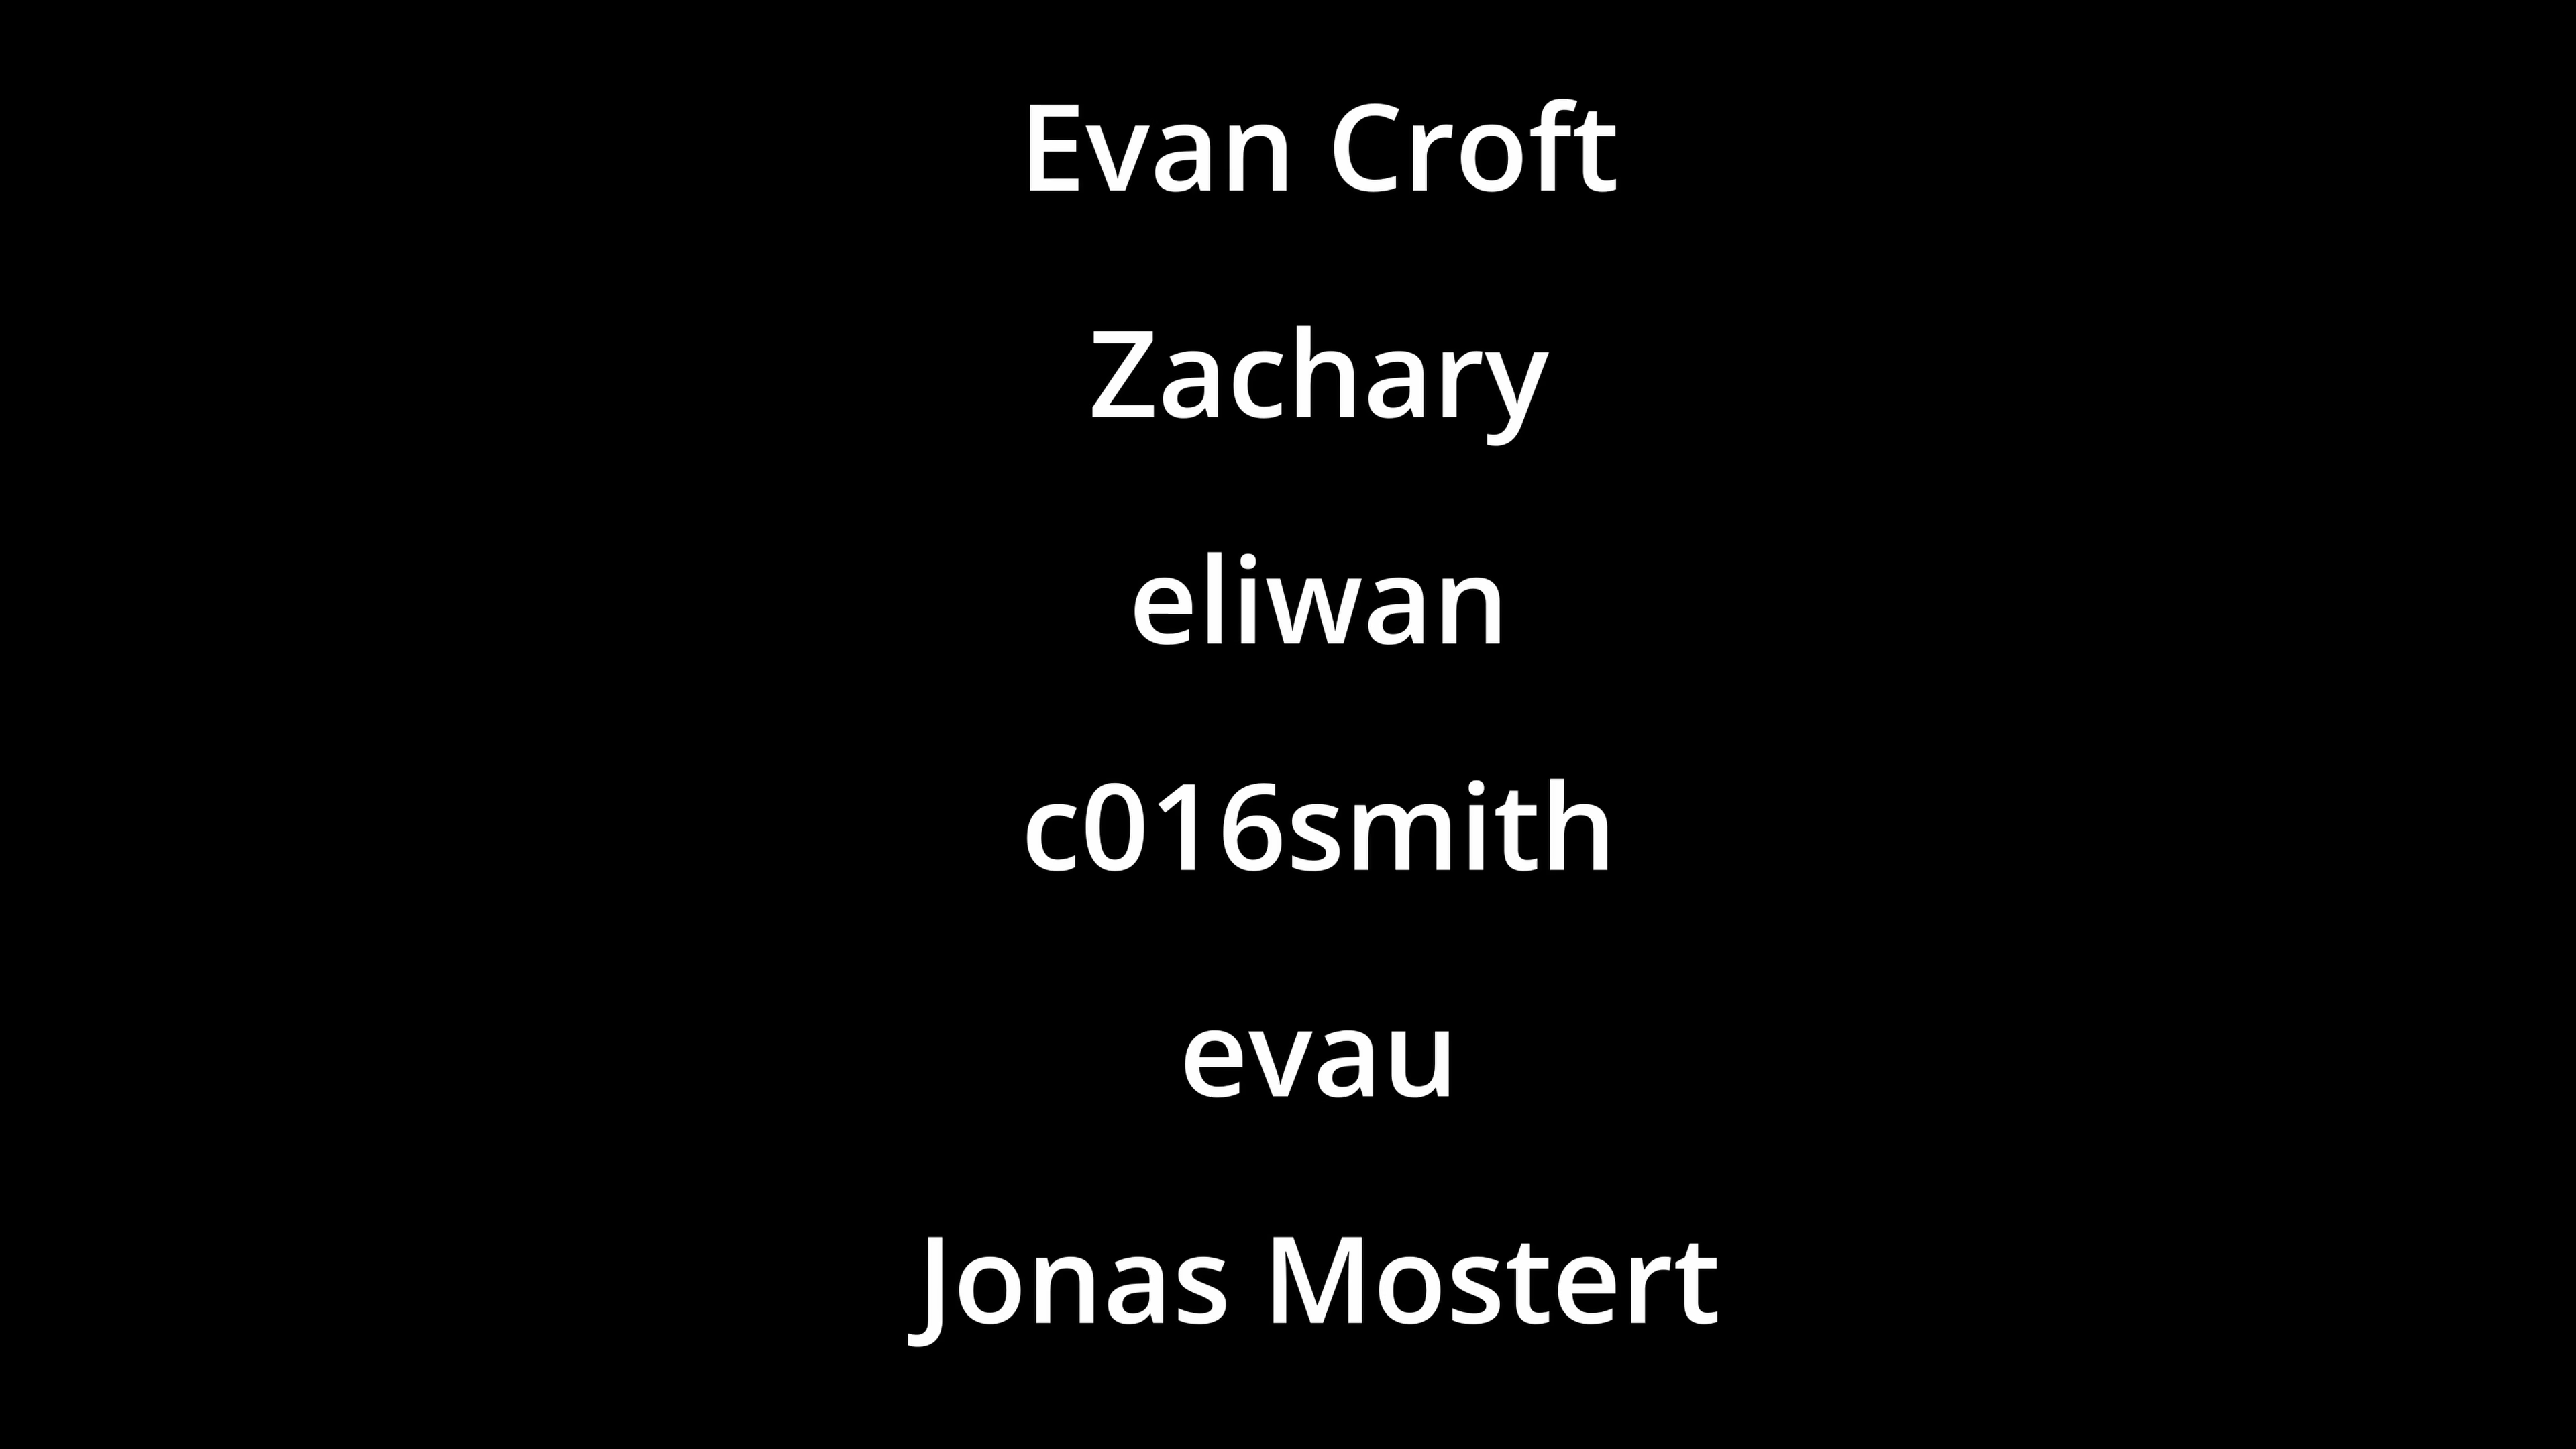 Evan Croft
Zachary
eliwan
c016smith
evau
Jonas Mostert